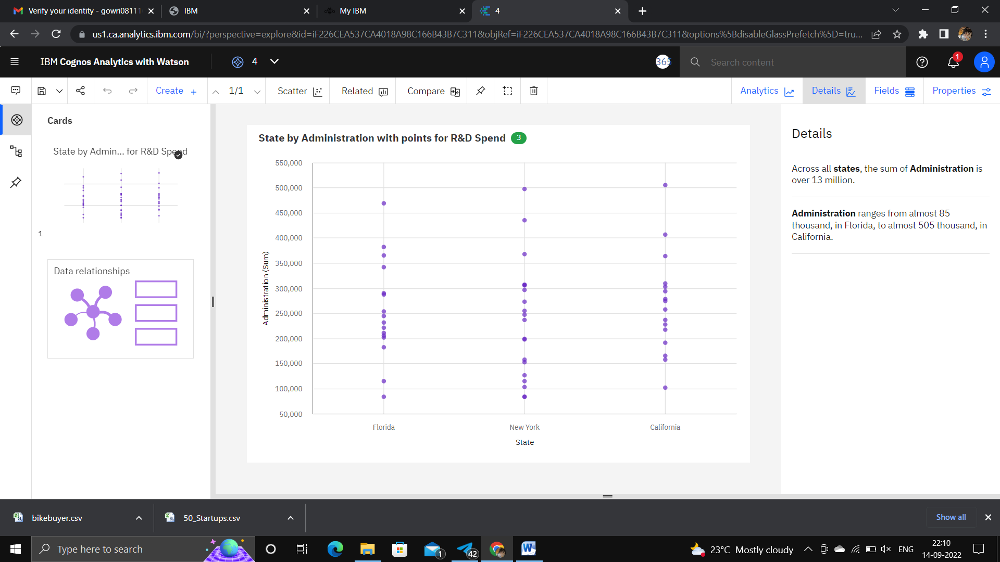 Verify your identity - gowri08111
IBM
My IBM
4
us1.ca.analytics.ibm.com/bi/?perspective=explore&id=iF226CEA537CA4018A98C166B43B7C311&objRef=iF226CEA537CA4018A98C166B43B7C311&options%5BdisableGlassPrefetch%5D=tru...
IBM Cognos Analytics with Watson
4
365
Search content
1
Create +
1/1
Scatter
Related
Compare
Analytics
Details
Fields
Properties
Cards
State by Admin... for R&D Spend
1
Data relationships
State by Administration with points for R&D Spend 3
550,000
500,000
450,000
400,000
350,000
300,000
250,000
200,000
150,000
100,000
50,000
Administration (Sum)
Florida
New York
California
State
Details
Across all states, the sum of Administration is
over 13 million.
Administration ranges from almost 85
thousand, in Florida, to almost 505 thousand, in
California.
bikebuyer.csv
50_Startups.csv
Show all
Type here to search
1
42
23°C Mostly cloudy
ENG
22:10
14-09-2022